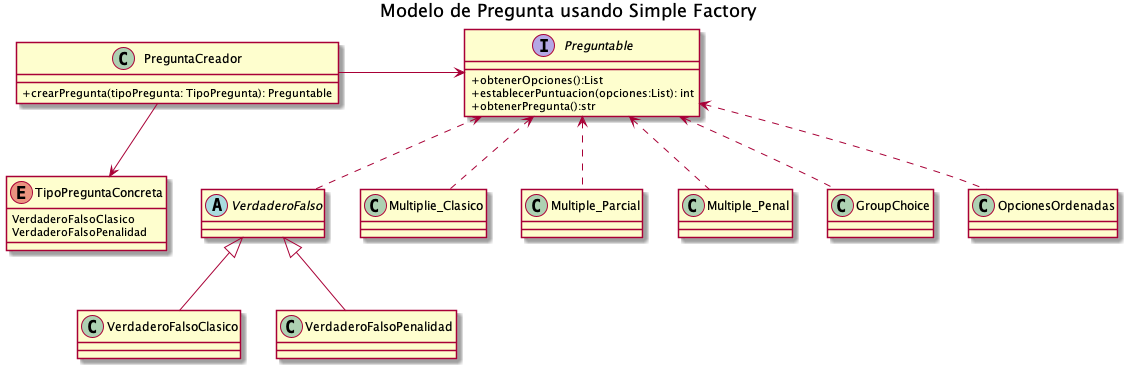 Modelo de Pregunta usando Simple Factory
C PreguntaCreador
+crearPregunta(tipoPregunta: TipoPregunta): Preguntable
I Preguntable
+obtenerOpciones():List
+establecerPuntuacion(opciones:List): int
+obtenerPregunta():str
E TipoPreguntaConcreta
VerdaderoFalsoClasico
VerdaderoFalsoPenalidad
A VerdaderoFalso
C Multiplie_Clasico
C Multiple_Parcial
C Multiple_Penal
C GroupChoice
C OpcionesOrdenadas
C VerdaderoFalsoClasico
C VerdaderoFalsoPenalidad